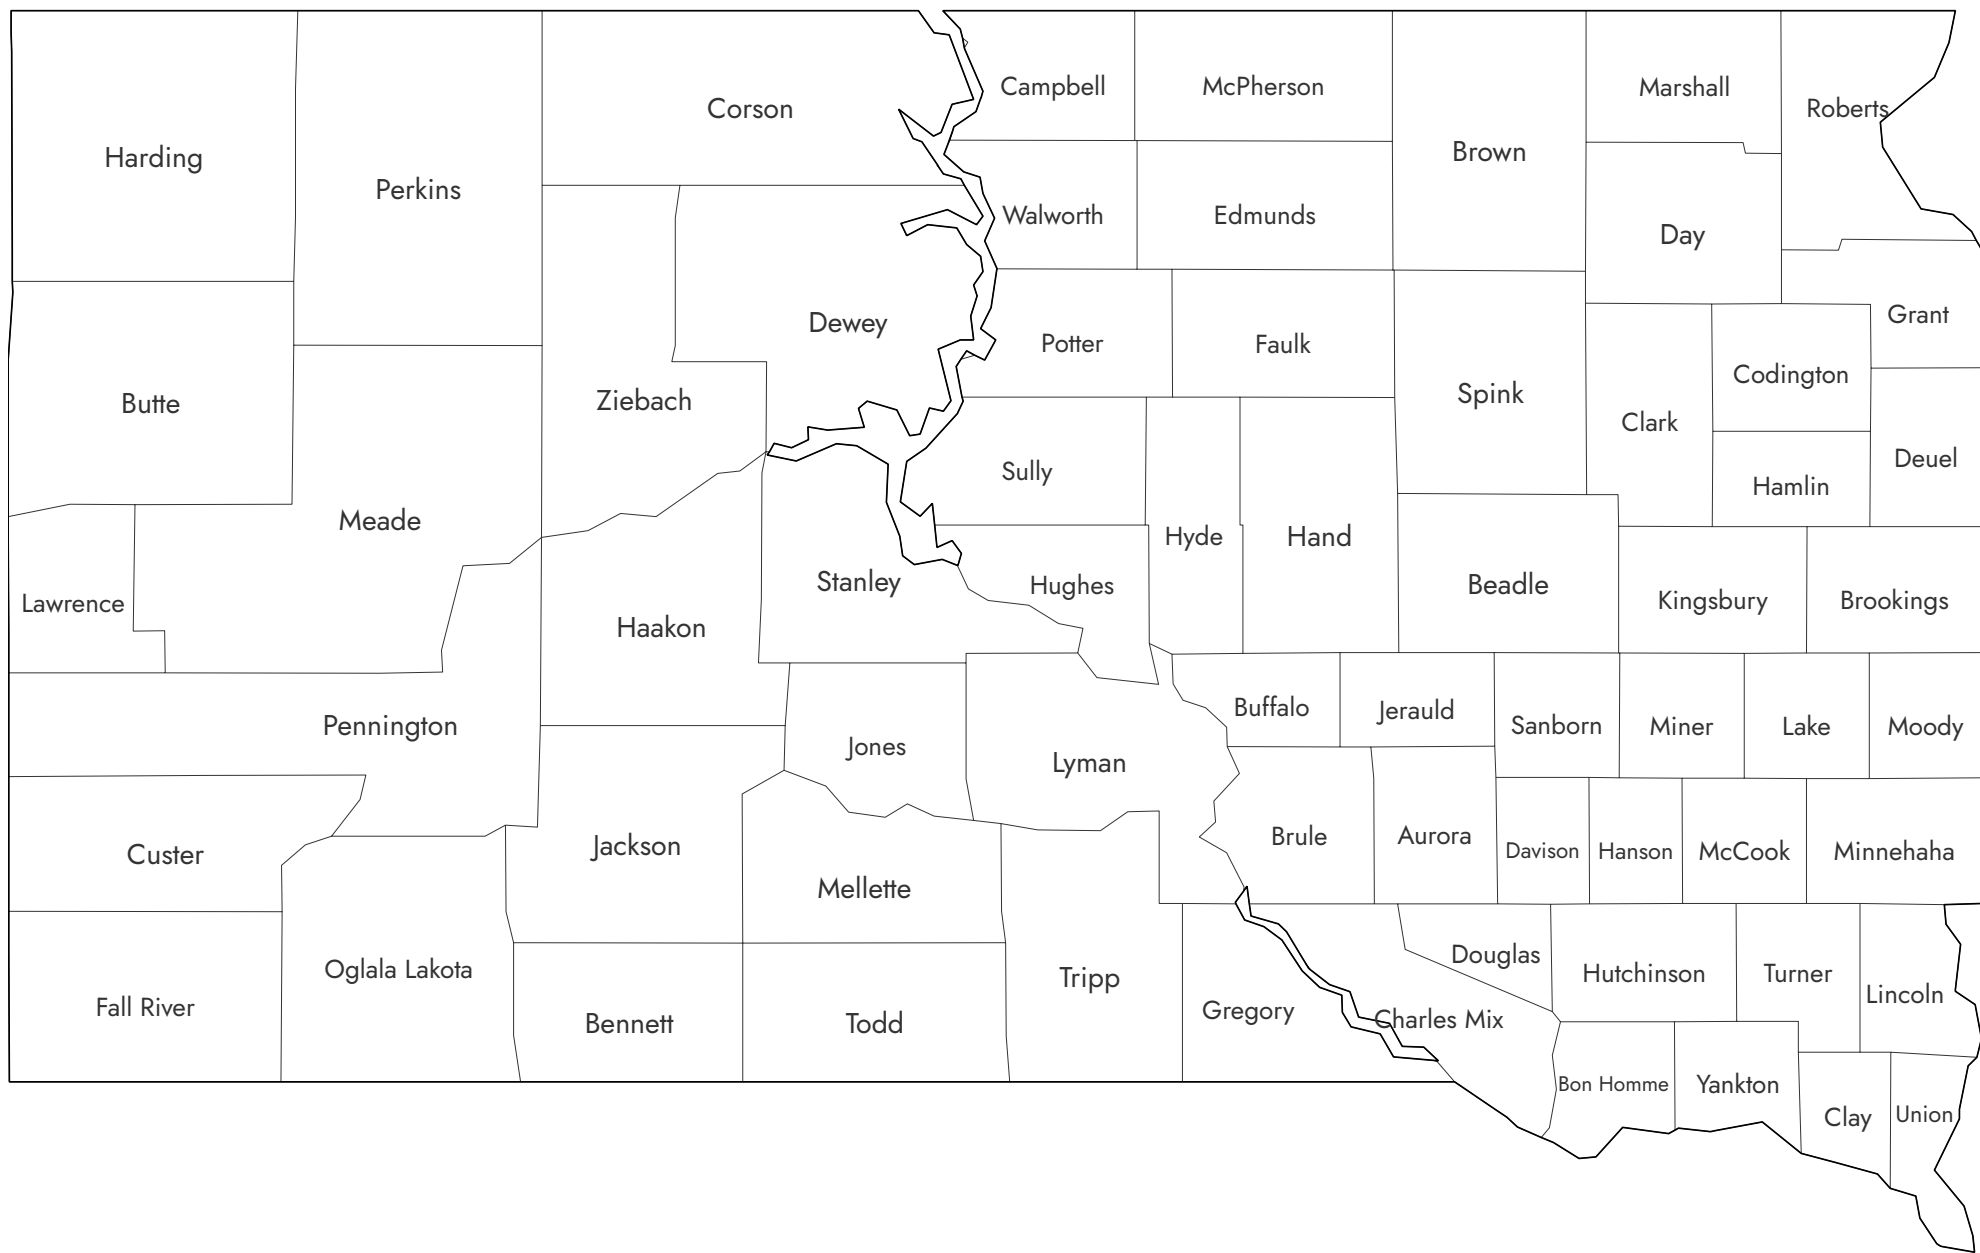 Campbell
McPherson
Marshall
Corson
Roberts
Brown
Harding
Perkins
Walworth
Edmunds
Day
Grant
Dewey
Potter
Faulk
Codington
Spink
Ziebach
Butte
Clark
Deuel
Sully
Hamlin
Meade
Hyde
Hand
Stanley
Hughes
Beadle
Lawrence
Kingsbury
Brookings
Haakon
Buffalo
Jerauld
Pennington
Sanborn
Miner
Lake
Moody
Jones
Lyman
Brule
Aurora
Jackson
Custer
Davison
Hanson
McCook
Minnehaha
Mellette
Douglas
Oglala Lakota
Hutchinson
Turner
Tripp
Lincoln
Fall River
Gregory
Charles Mix
Bennett
Todd
Bon Homme
Yankton
Clay
Union